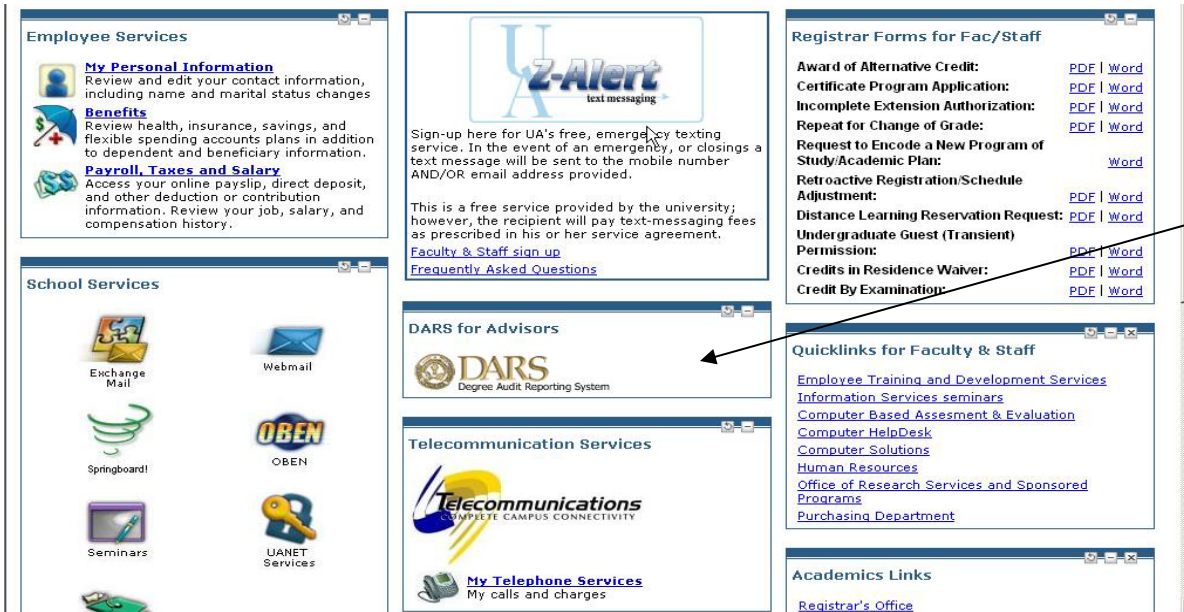 Employee Services
My Personal Information
Review and edit your contact information,
including name and marital status changes
Benefits
Review health, insurance, savings, and
flexible spending accounts plans in addition
to dependent and beneficiary information.
Payroll, Taxes and Salary
Access your online payslip, direct deposit,
and other deduction or contribution
information. Review your job, salary, and
compensation history.
School Services
Exchange
Mail
Webmail
Springboard!
OBEN
OBEN
Seminars
UANET
Services
UA
Z-Alert
text messaging
Sign-up here for UA's free, emergency texting
service. In the event of an emergency, or closings a
text message will be sent to the mobile number
AND/OR email address provided.
This is a free service provided by the university;
however, the recipient will pay text-messaging fees
as prescribed in his or her service agreement.
Faculty & Staff sign up
Frequently Asked Questions
DARS for Advisors
DARS
Degree Audit Reporting System
Telecommunication Services
Telecommunications
COMPLETE CAMPUS CONNECTIVITY
My Telephone Services
My calls and charges
Registrar Forms for Fac/Staff
Award of Alternative Credit: PDF | Word
Certificate Program Application: PDF | Word
Incomplete Extension Authorization: PDF | Word
Repeat for Change of Grade: PDF | Word
Request to Encode a New Program of
Study/Academic Plan: Word
Retroactive Registration/Schedule
Adjustment: PDF | Word
Distance Learning Reservation Request: PDF | Word
Undergraduate Guest (Transient)
Permission: PDF | Word
Credits in Residence Waiver: PDF | Word
Credit By Examination: PDF | Word
Quicklinks for Faculty & Staff
Employee Training and Development Services
Information Services seminars
Computer Based Assesment & Evaluation
Computer HelpDesk
Computer Solutions
Human Resources
Office of Research Services and Sponsored
Programs
Purchasing Department
Academics Links
Registrar's Office